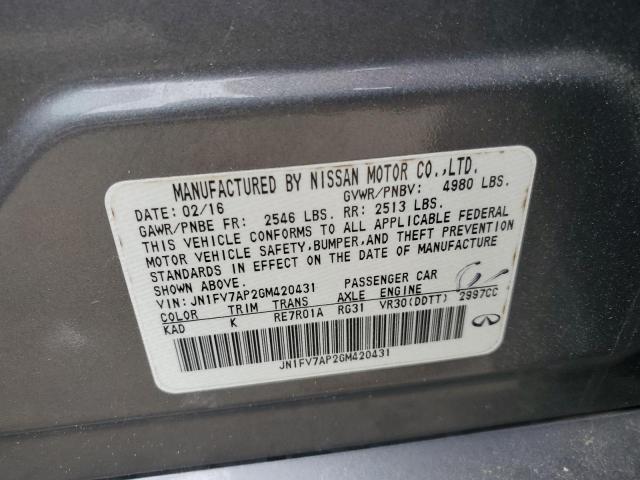 MANUFACTURED BY NISSAN MOTOR CO.,LTD.
DATE: 02/16 GVWR/PNBV: 4980 LBS.
GAWR/PNBE FR: 2546 LBS. RR: 2513 LBS.
THIS VEHICLE CONFORMS TO ALL APPLICABLE FEDERAL
MOTOR VEHICLE SAFETY, BUMPER, AND THEFT PREVENTION
STANDARDS IN EFFECT ON THE DATE OF MANUFACTURE
SHOWN ABOVE.
VIN: JN1FV7AP2GM420431 PASSENGER CAR
COLOR TRIM TRANS AXLE ENGINE
KAD K RE7R01A RG31 VR30(DDTT) 2997CC
JN1FV7AP2GM420431